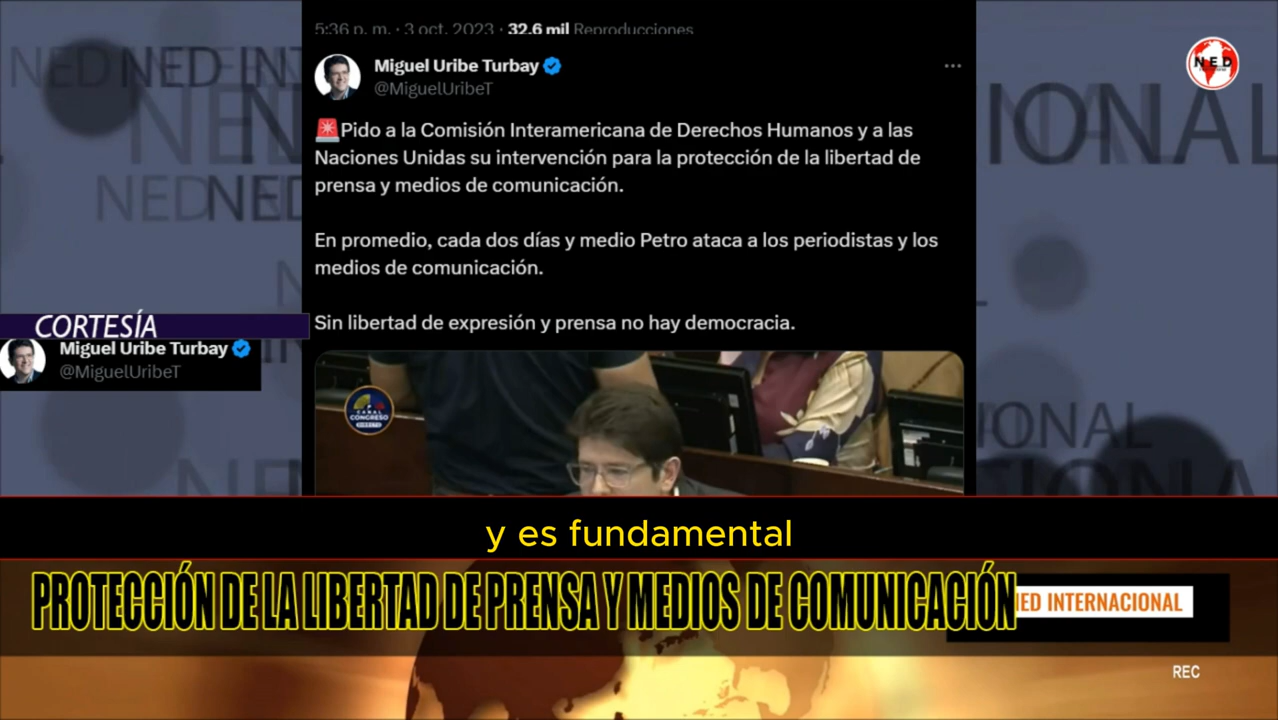 5:36 p. m. · 3 oct. 2023 · 32,6 mil Reproducciones
Miguel Uribe Turbay
@MiguelUribeT
Pido a la Comisión Interamericana de Derechos Humanos y a las
Naciones Unidas su intervención para la protección de la libertad de
prensa y medios de comunicación.
En promedio, cada dos días y medio Petro ataca a los periodistas y los
medios de comunicación.
Sin libertad de expresión y prensa no hay democracia.
NED
CORTESÍA
Miguel Uribe Turbay
@MiguelUribeT
CANAL
CONGRESO
y es fundamental
PROTECCIÓN DE LA LIBERTAD DE PRENSA Y MEDIOS DE COMUNICACIÓN
NED INTERNACIONAL
REC